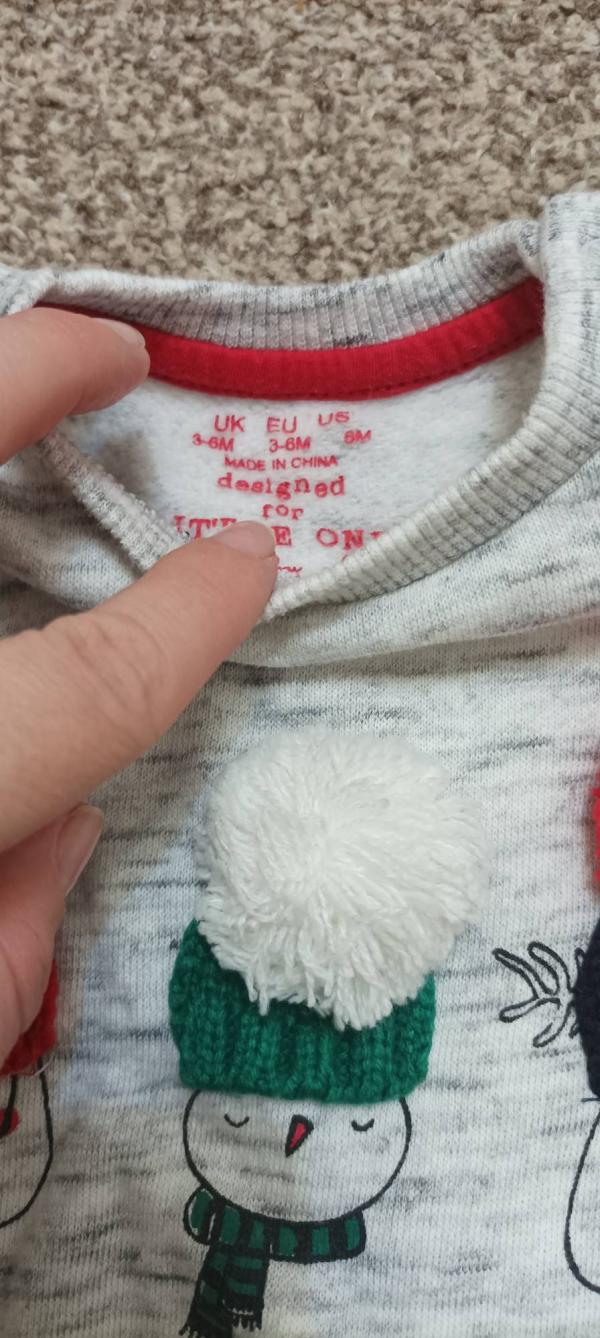 UK EU US
3-6M 3-6M 6M
MADE IN CHINA
designed
for